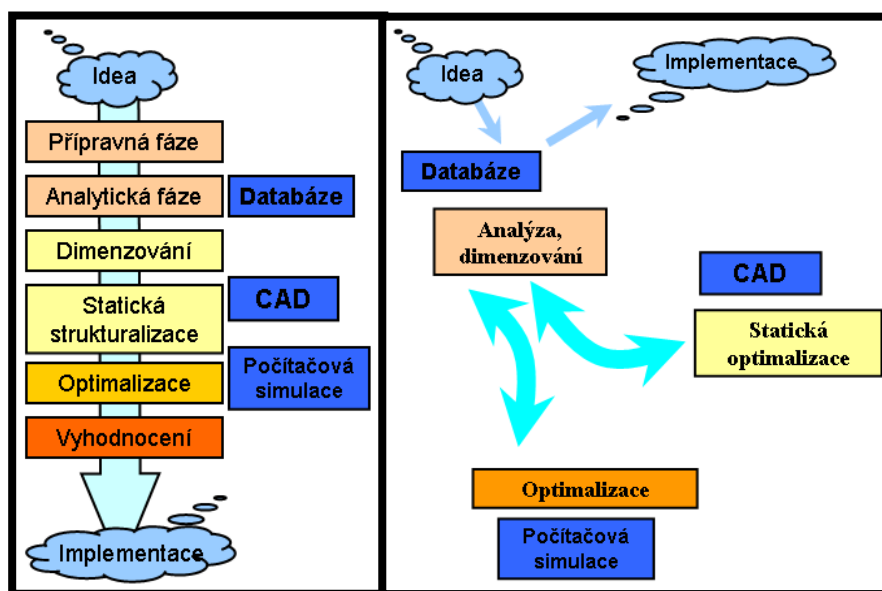 Idea
Přípravná fáze
Analytická fáze
Databáze
Dimenzování
Statická
strukturalizace
CAD
Optimalizace
Počítačová
simulace
Vyhodnocení
Implementace
Idea
Implementace
Databáze
Analýza,
dimenzování
CAD
Statická
optimalizace
Optimalizace
Počítačová
simulace